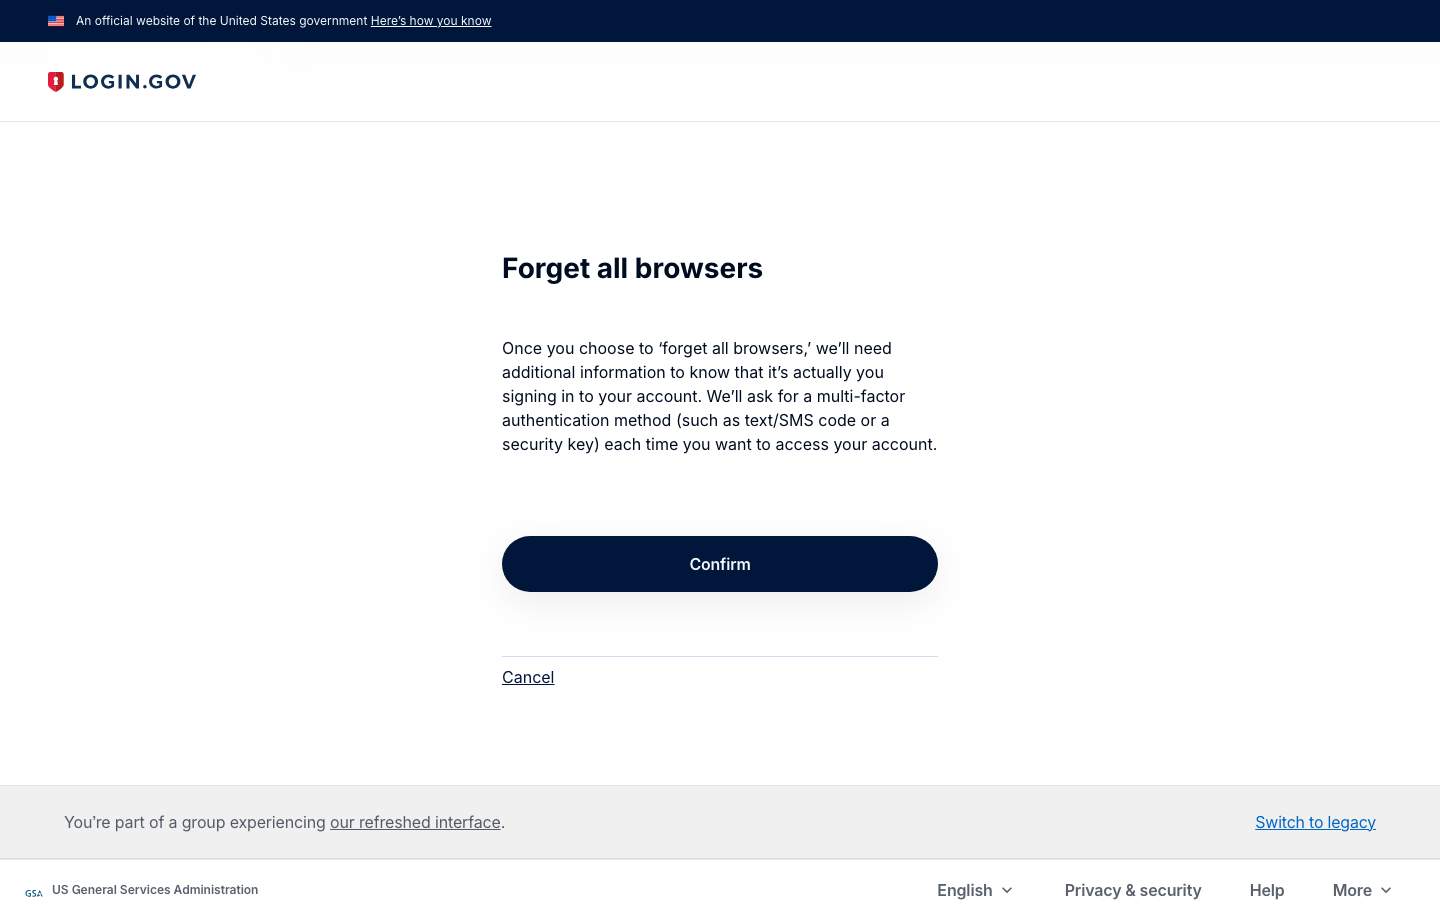 An official website of the United States government Here’s how you know
LOGIN.GOV
Forget all browsers
Once you choose to ‘forget all browsers,’ we’ll need
additional information to know that it’s actually you
signing in to your account. We’ll ask for a multi-factor
authentication method (such as text/SMS code or a
security key) each time you want to access your account.
Confirm
Cancel
You’re part of a group experiencing our refreshed interface.
Switch to legacy
GSA US General Services Administration
English
Privacy & security
Help
More